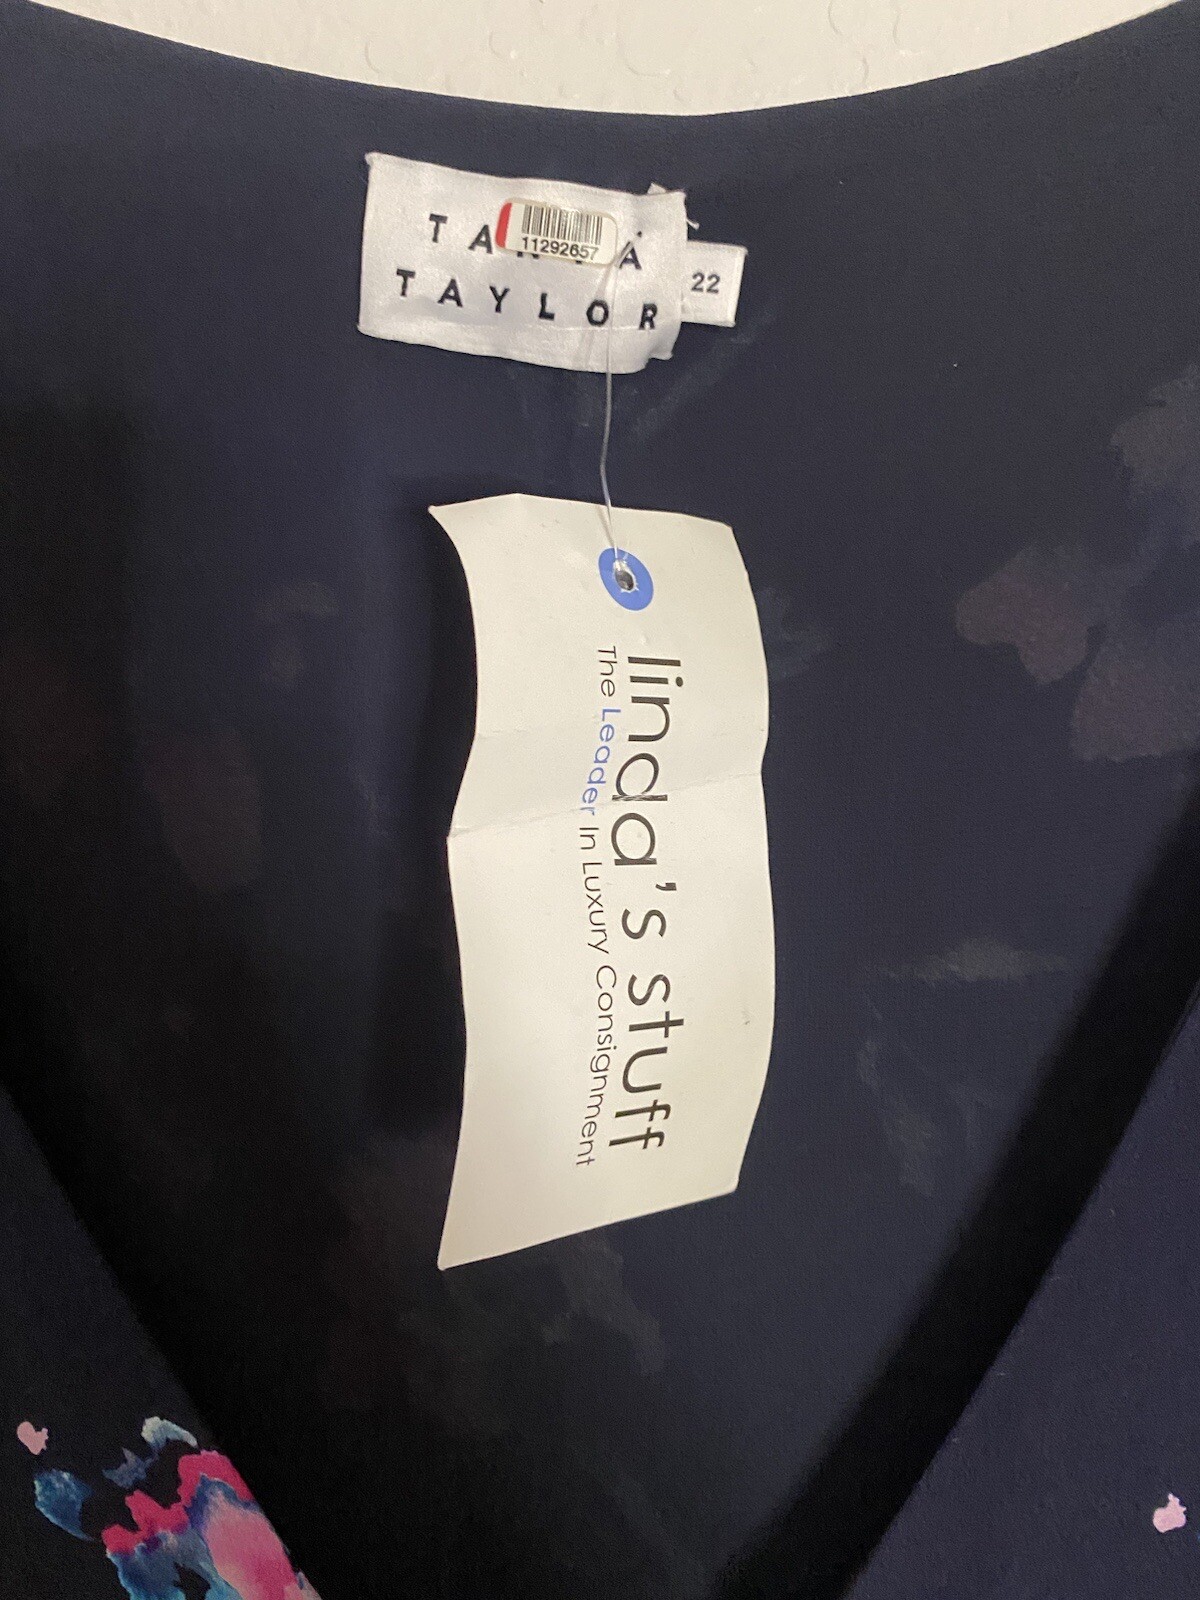 TAYLOR
11292657
22
linda's stuff
The Leader In Luxury Consignment